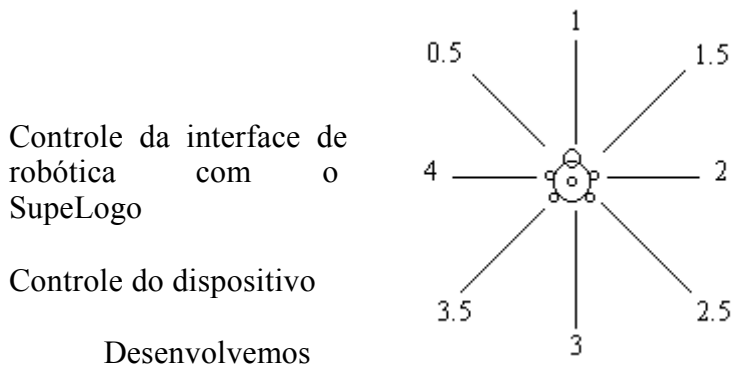 Controle da interface de
robótica com o
SupeLogo
Controle do dispositivo
Desenvolvemos
1
0.5
1.5
4
2
3.5
2.5
3